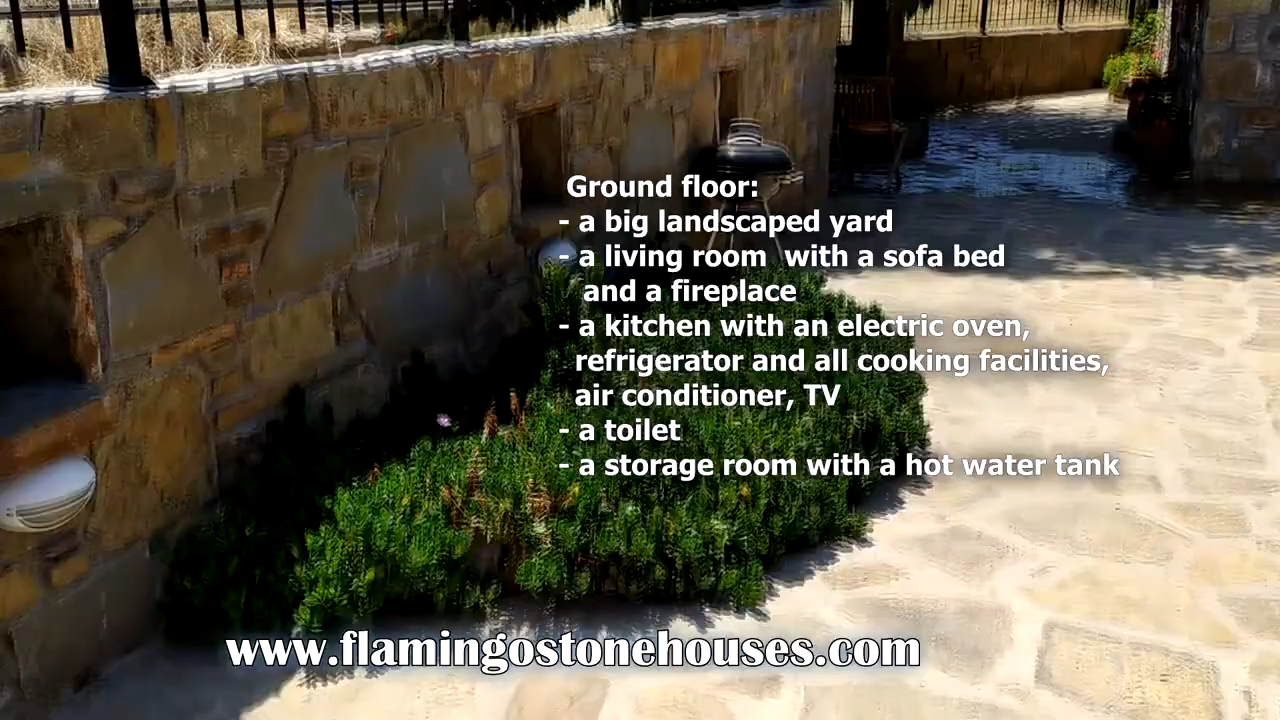 Ground floor:
- a big landscaped yard
- a living room with a sofa bed
and a fireplace
- a kitchen with an electric oven,
refrigerator and all cooking facilities,
air conditioner, TV
- a toilet
- a storage room with a hot water tank
www.flamingostonehouses.com